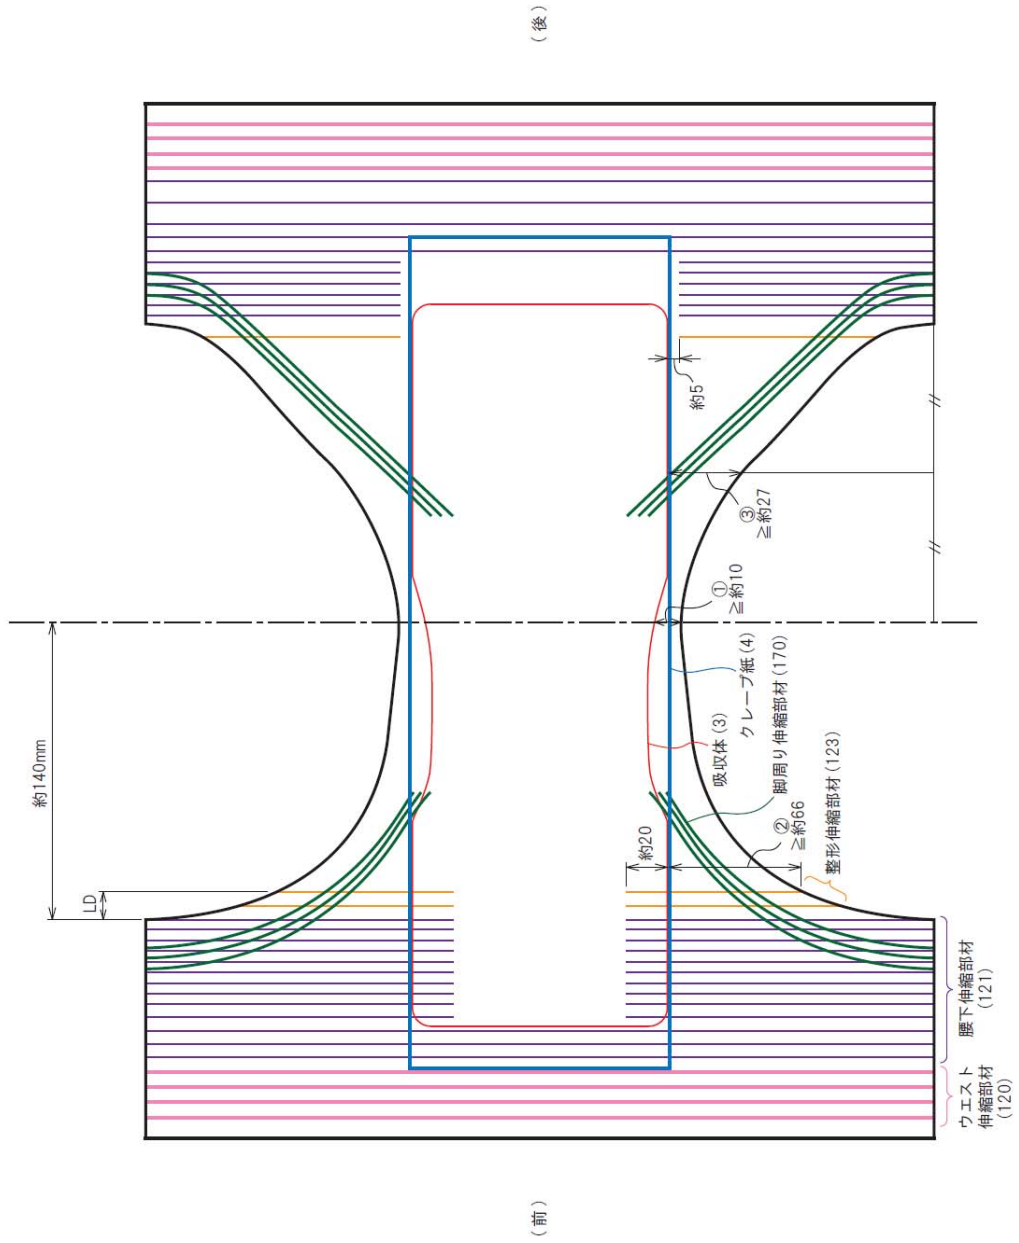 (後)
約140mm
LD
約5
③
≧約27
①
≧約10
クレープ紙(4)
吸収体(3)
脚周り伸縮部材(170)
約20
②
≧約66
整形伸縮部材(123)
腰下伸縮部材
(121)
ウエスト
伸縮部材
(120)
(前)